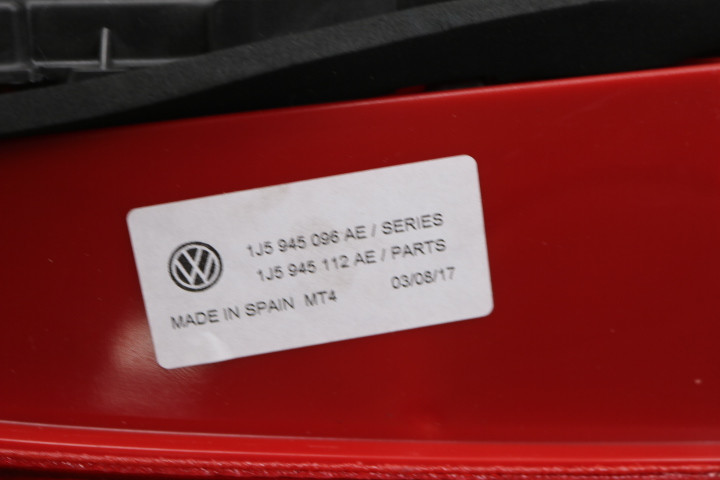 1J5 945 096 AE / SERIES
1J5 945 112 AE / PARTS
MADE IN SPAIN MT4 03/08/17